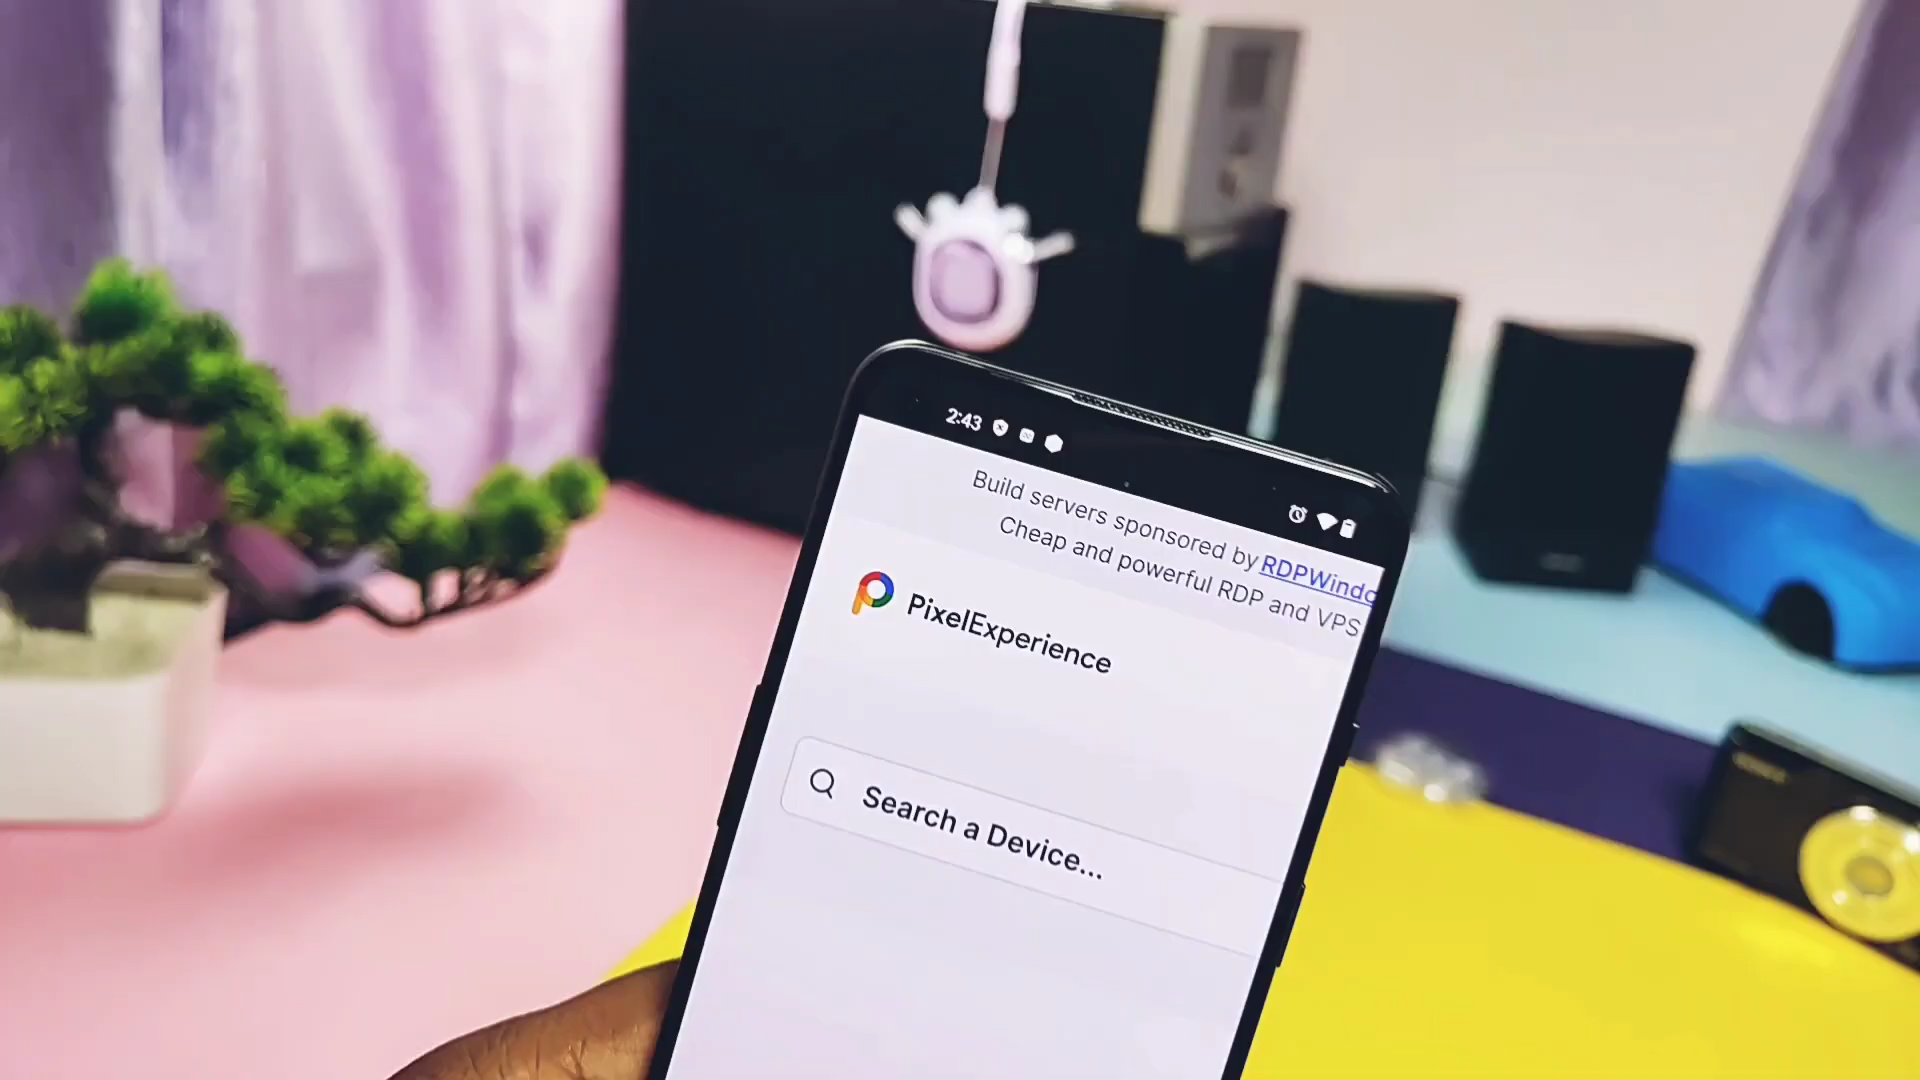 2:43
Build servers sponsored by RDPWindo
Cheap and powerful RDP and VPS
PixelExperience
Search a Device...